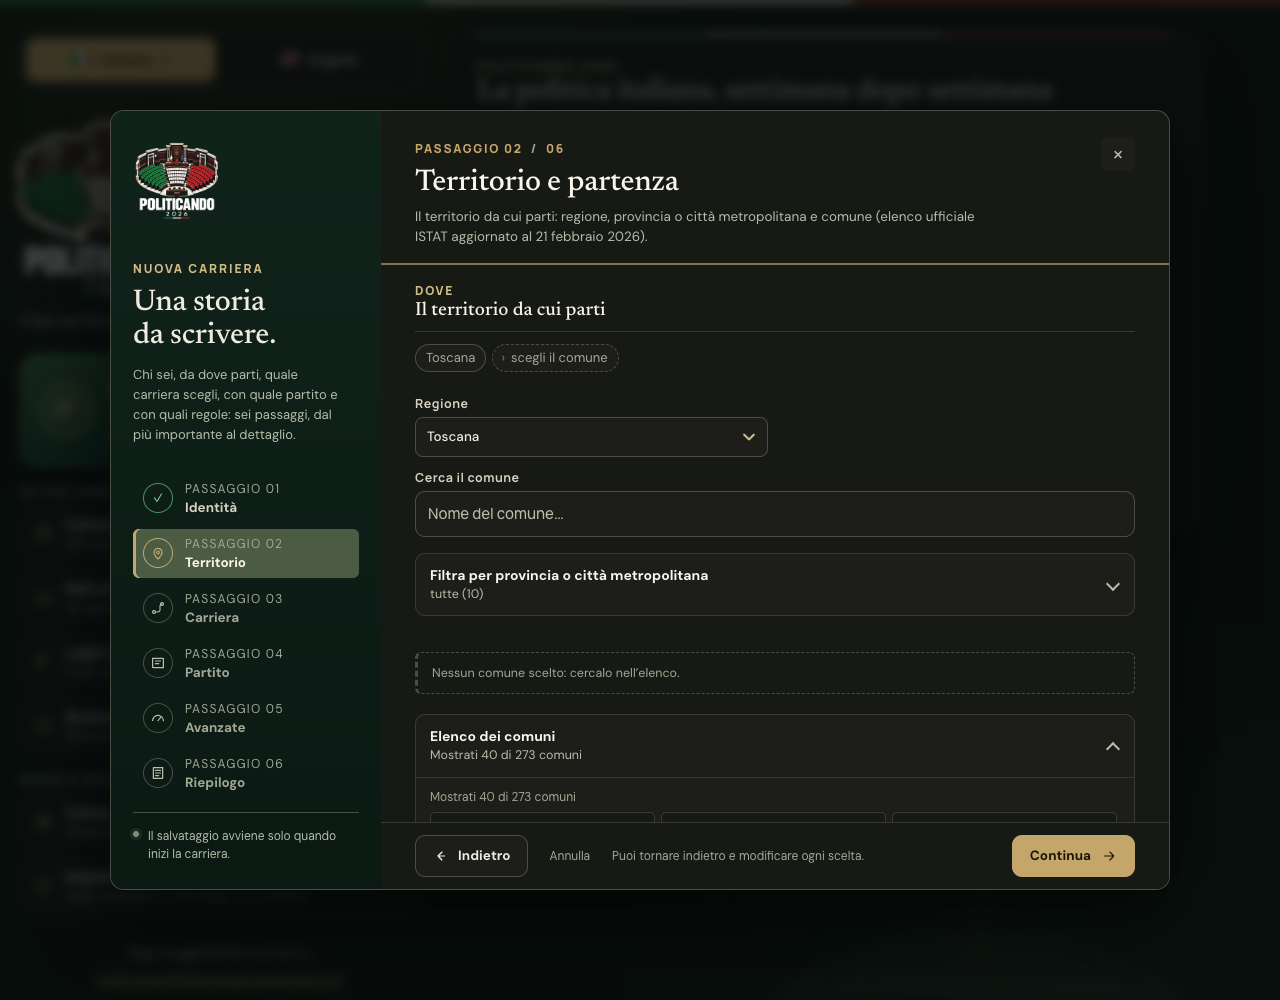 La politica italiana, settimana dopo settimana
POLITICANDO
2026
NUOVA CARRIERA
Una storia
da scrivere.
Chi sei, da dove parti, quale
carriera scegli, con quale partito e
con quali regole: sei passaggi, dal
più importante al dettaglio.
PASSAGGIO 01
Identità
PASSAGGIO 02
Territorio
PASSAGGIO 03
Carriera
PASSAGGIO 04
Partito
PASSAGGIO 05
Avanzate
PASSAGGIO 06
Riepilogo
Il salvataggio avviene solo quando
inizi la carriera.
PASSAGGIO 02 / 06
Territorio e partenza
Il territorio da cui parti: regione, provincia o città metropolitana e comune (elenco ufficiale
ISTAT aggiornato al 21 febbraio 2026).
DOVE
Il territorio da cui parti
Toscana › scegli il comune
Regione
Toscana
Cerca il comune
Nome del comune…
Filtra per provincia o città metropolitana
tutte (10)
Nessun comune scelto: cercalo nell’elenco.
Elenco dei comuni
Mostrati 40 di 273 comuni
Mostrati 40 di 273 comuni
← Indietro Annulla Puoi tornare indietro e modificare ogni scelta. Continua →